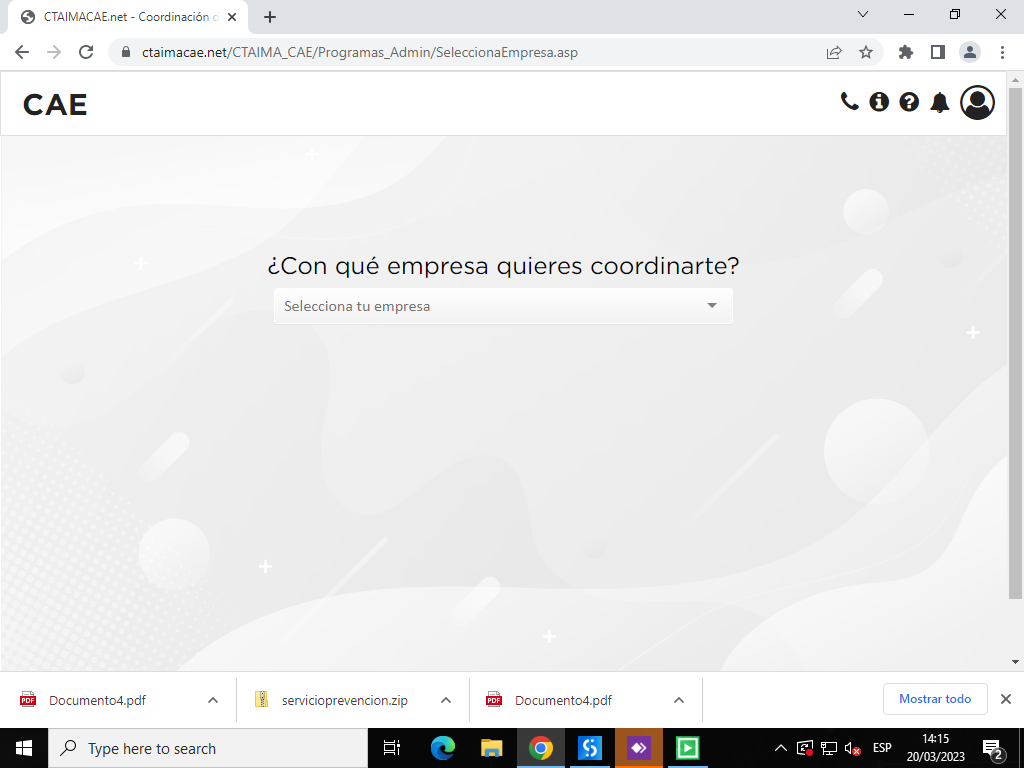 CTAIMACAE.net - Coordinación d
ctaimacae.net/CTAIMA_CAE/Programas_Admin/SeleccionaEmpresa.asp
CAE
¿Con qué empresa quieres coordinarte?
Selecciona tu empresa
Documento4.pdf
servicioprevencion.zip
Documento4.pdf
Mostrar todo
Type here to search
ESP
14:15
20/03/2023
2